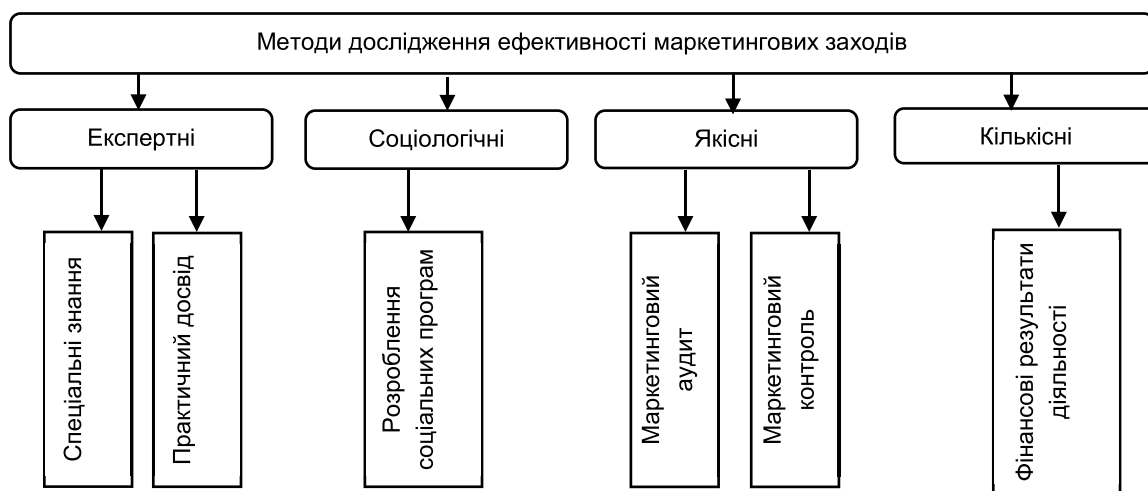 Методи дослідження ефективності маркетингових заходів
Експертні
Соціологічні
Якісні
Кількісні
Спеціальні знання
Практичний досвід
Розроблення
соціальних програм
Маркетинговий
аудит
Маркетинговий
контроль
Фінансові результати
діяльності